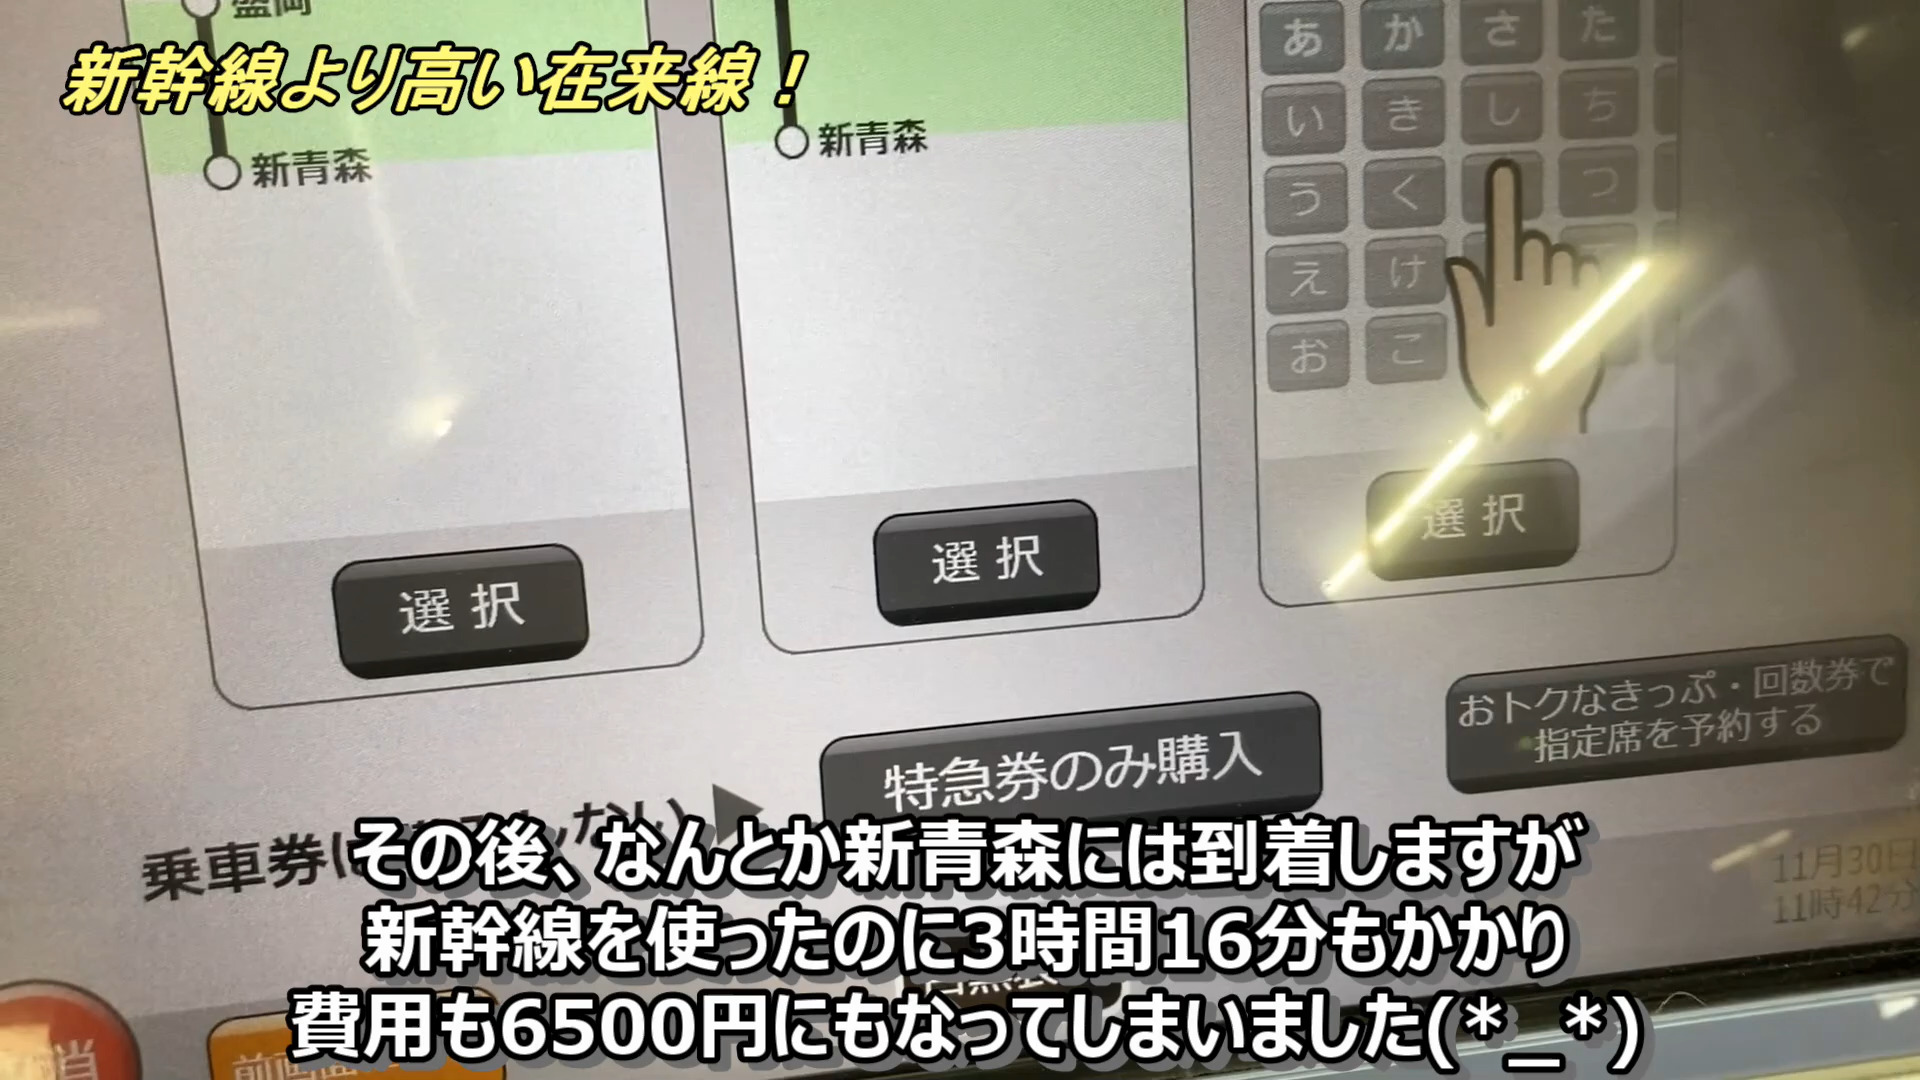 盛岡
新幹線より高い在来線！
新青森
新青森
あ か さ た
い き し ち
う く つ
え け
お こ
選択
選択
選択
おトクなきっぷ・回数券で
指定席を予約する
特急券のみ購入
乗車券は
その後、なんとか新青森には到着しますが
11月30日
11時42分
新幹線を使ったのに3時間16分もかかり
費用も6500円にもなってしまいました(*_*)
消
前画面